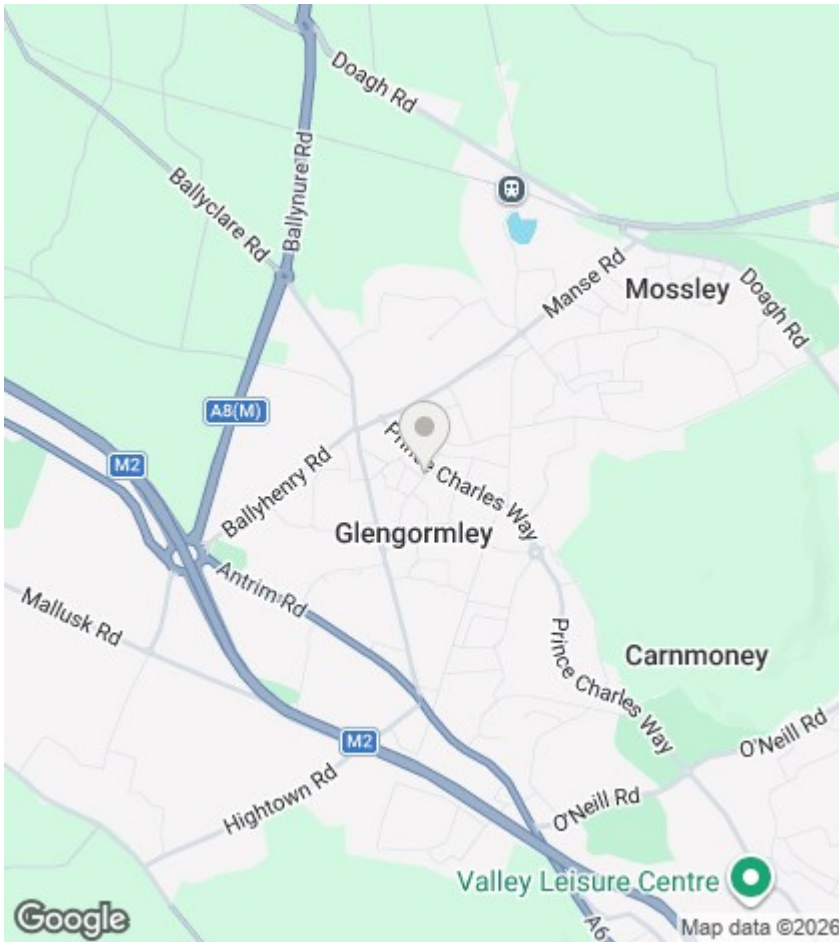 Doagh Rd
Ballynure Rd
Ballyclare Rd
Manse Rd
Mossley
Doagh Rd
A8(M)
Prince Charles Way
M2
Ballyhenry Rd
Glengormley
Antrim Rd
Mallusk Rd
Carnmoney
Prince Charles Way
M2
O'Neill Rd
Hightown Rd
O'Neill Rd
Valley Leisure Centre
Google
A6
Map data ©2026